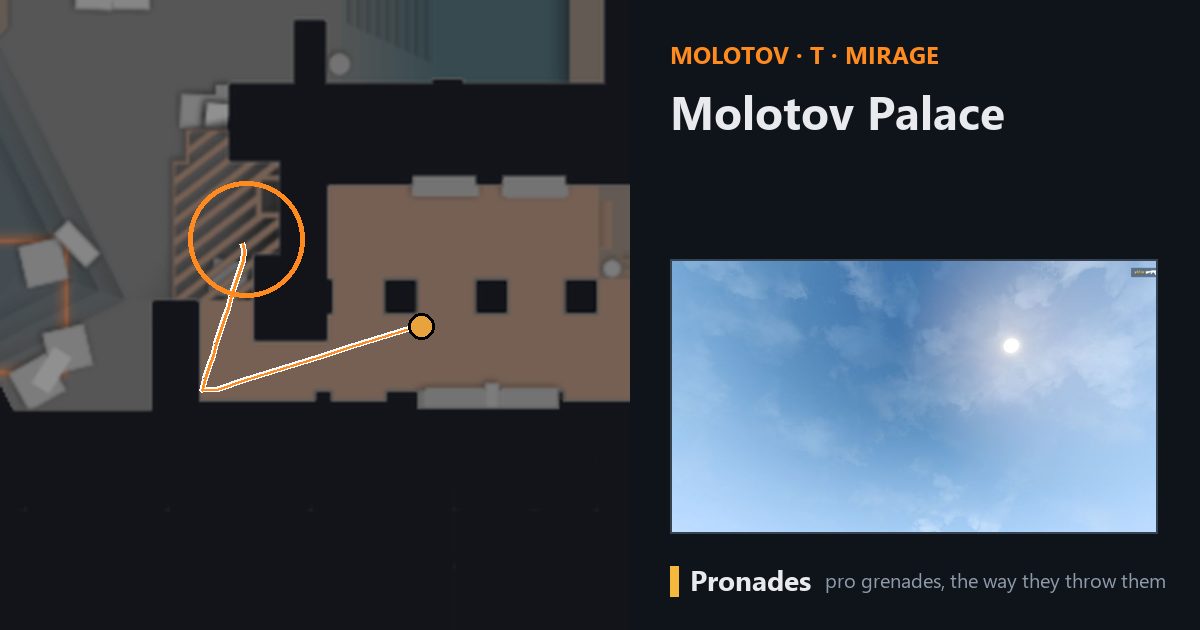 MOLOTOV · T · MIRAGE
Molotov Palace
Pronades pro grenades, the way they throw them